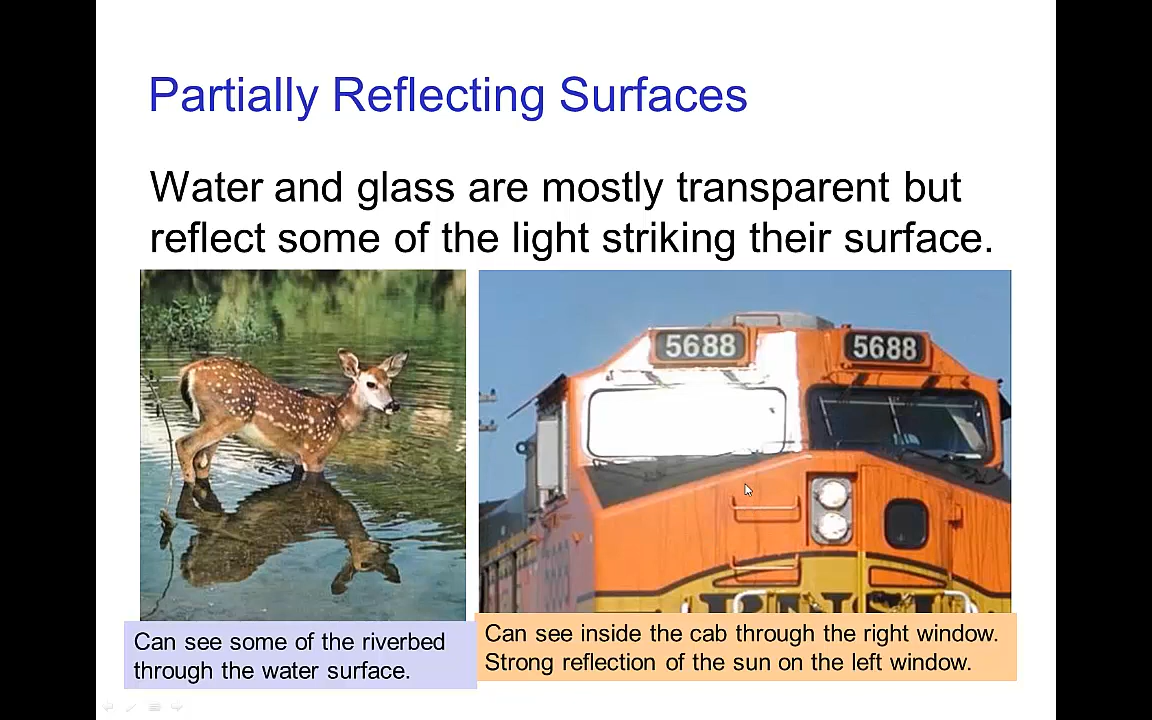 Partially Reflecting Surfaces
Water and glass are mostly transparent but
reflect some of the light striking their surface.
5688 5688
Can see some of the riverbed
through the water surface.
Can see inside the cab through the right window.
Strong reflection of the sun on the left window.